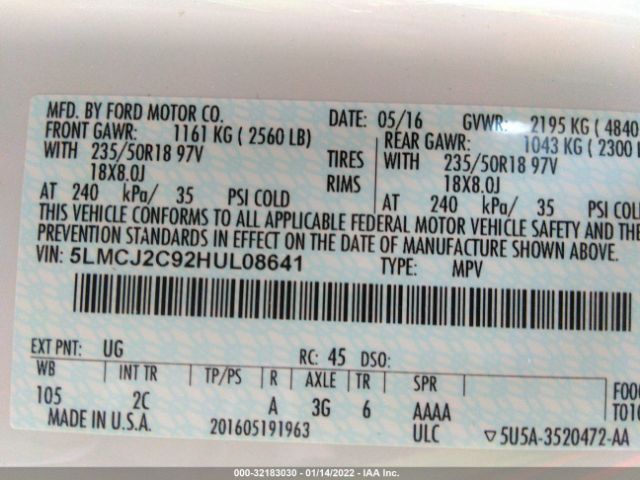 MFD. BY FORD MOTOR CO. DATE: 05/16 GVWR: 2195 KG ( 4840
FRONT GAWR: 1161 KG ( 2560 LB) REAR GAWR: 1043 KG ( 2300
WITH 235/50R18 97V TIRES WITH 235/50R18 97V
18X8.0J RIMS 18X8.0J
AT 240 kPa/ 35 PSI COLD AT 240 kPa/ 35 PSI COL
THIS VEHICLE CONFORMS TO ALL APPLICABLE FEDERAL MOTOR VEHICLE SAFETY AND THE
PREVENTION STANDARDS IN EFFECT ON THE DATE OF MANUFACTURE SHOWN ABOVE.
VIN: 5LMCJ2C92HUL08641 TYPE: MPV
EXT PNT: UG RC: 45 DSO:
WB INT TR TP/PS R AXLE TR SPR
105 2C A 3G 6 AAAA
F000
T010
MADE IN U.S.A. 201605191963 ULC ▽5U5A-3520472-AA
000-32183030 - 01/14/2022 - IAA Inc.